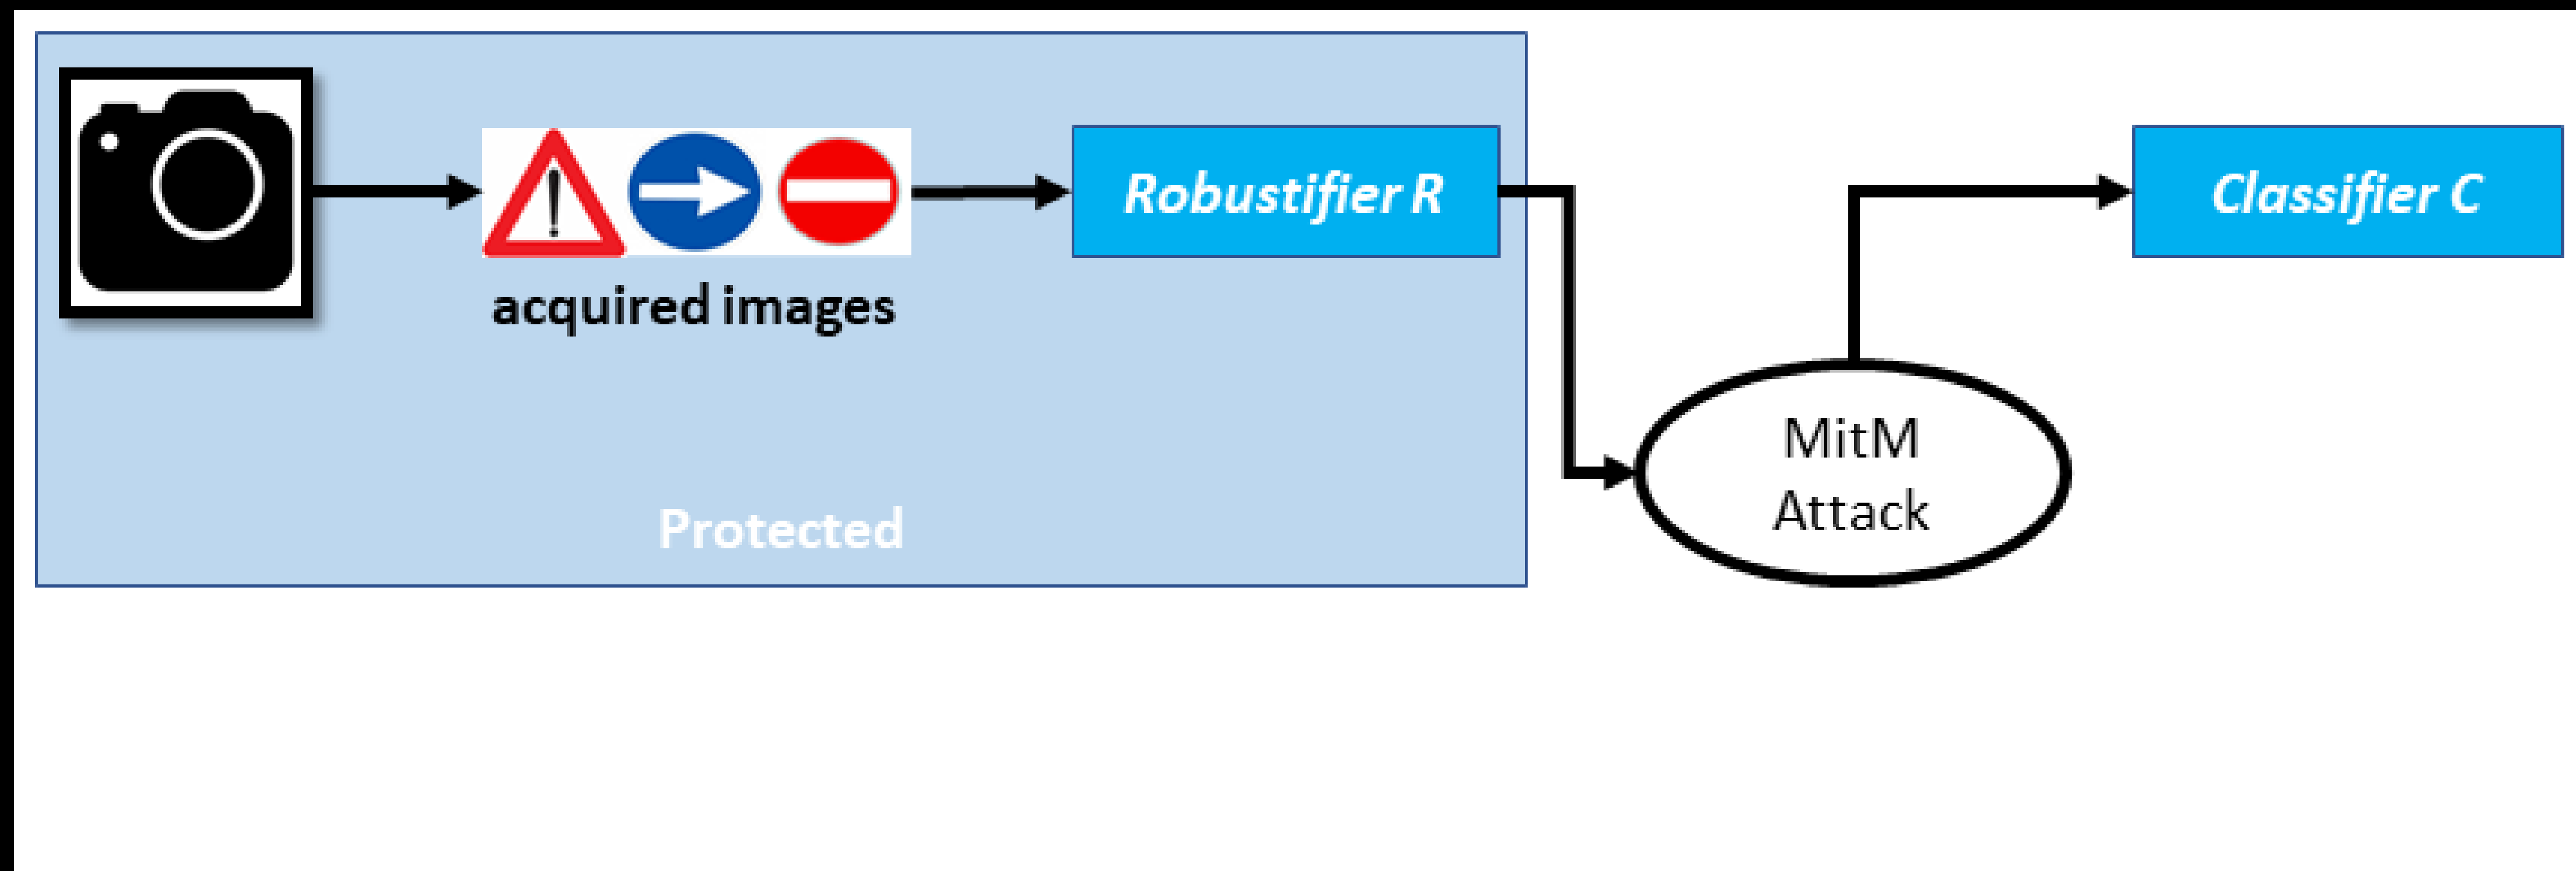 Robustifier R
Classifier C
acquired images
MitM
Attack
Protected